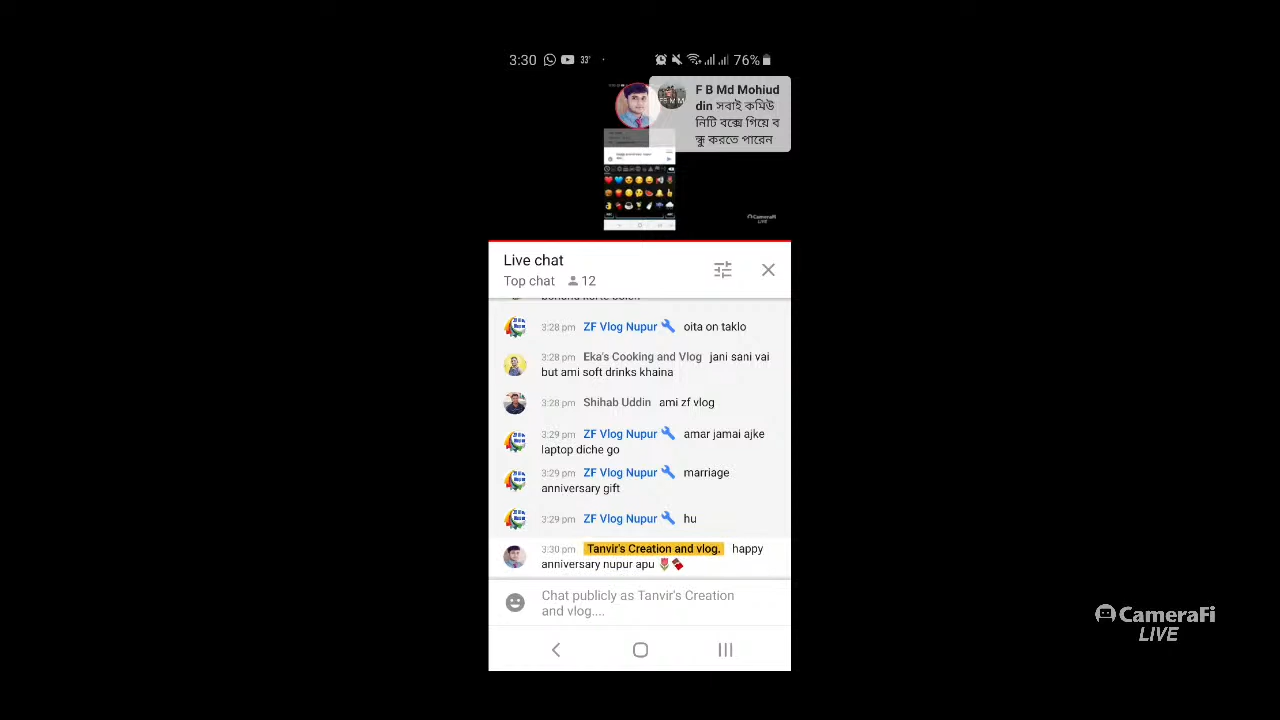 3:30 33° 76%
F B Md Mohiud
din সবাই কমিউ
নিটি বক্সে গিয়ে ব
ন্ধু করতে পারেন
CameraFi
LIVE
Live chat
Top chat 12
3:28 pm ZF Vlog Nupur oita on taklo
3:28 pm Eka's Cooking and Vlog jani sani vai
but ami soft drinks khaina
3:28 pm Shihab Uddin ami zf vlog
3:29 pm ZF Vlog Nupur amar jamai ajke
laptop diche go
3:29 pm ZF Vlog Nupur marriage
anniversary gift
3:29 pm ZF Vlog Nupur hu
3:30 pm Tanvir's Creation and vlog. happy
anniversary nupur apu 🌷🍫
Chat publicly as Tanvir's Creation
and vlog....
CameraFi
LIVE